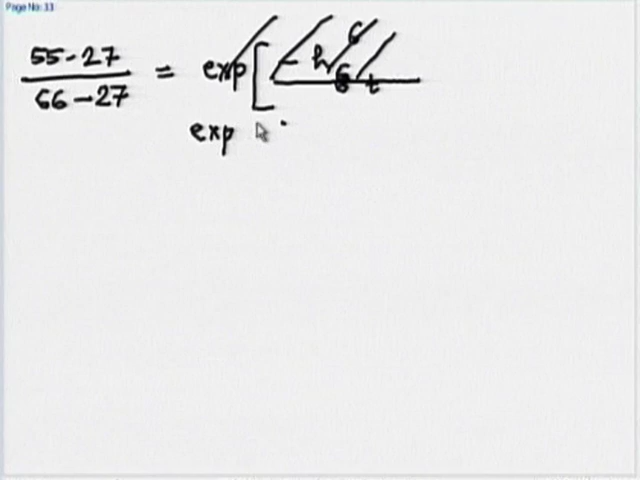 Page No: 33
55-27 / 66-27 = exp [ - h
exp